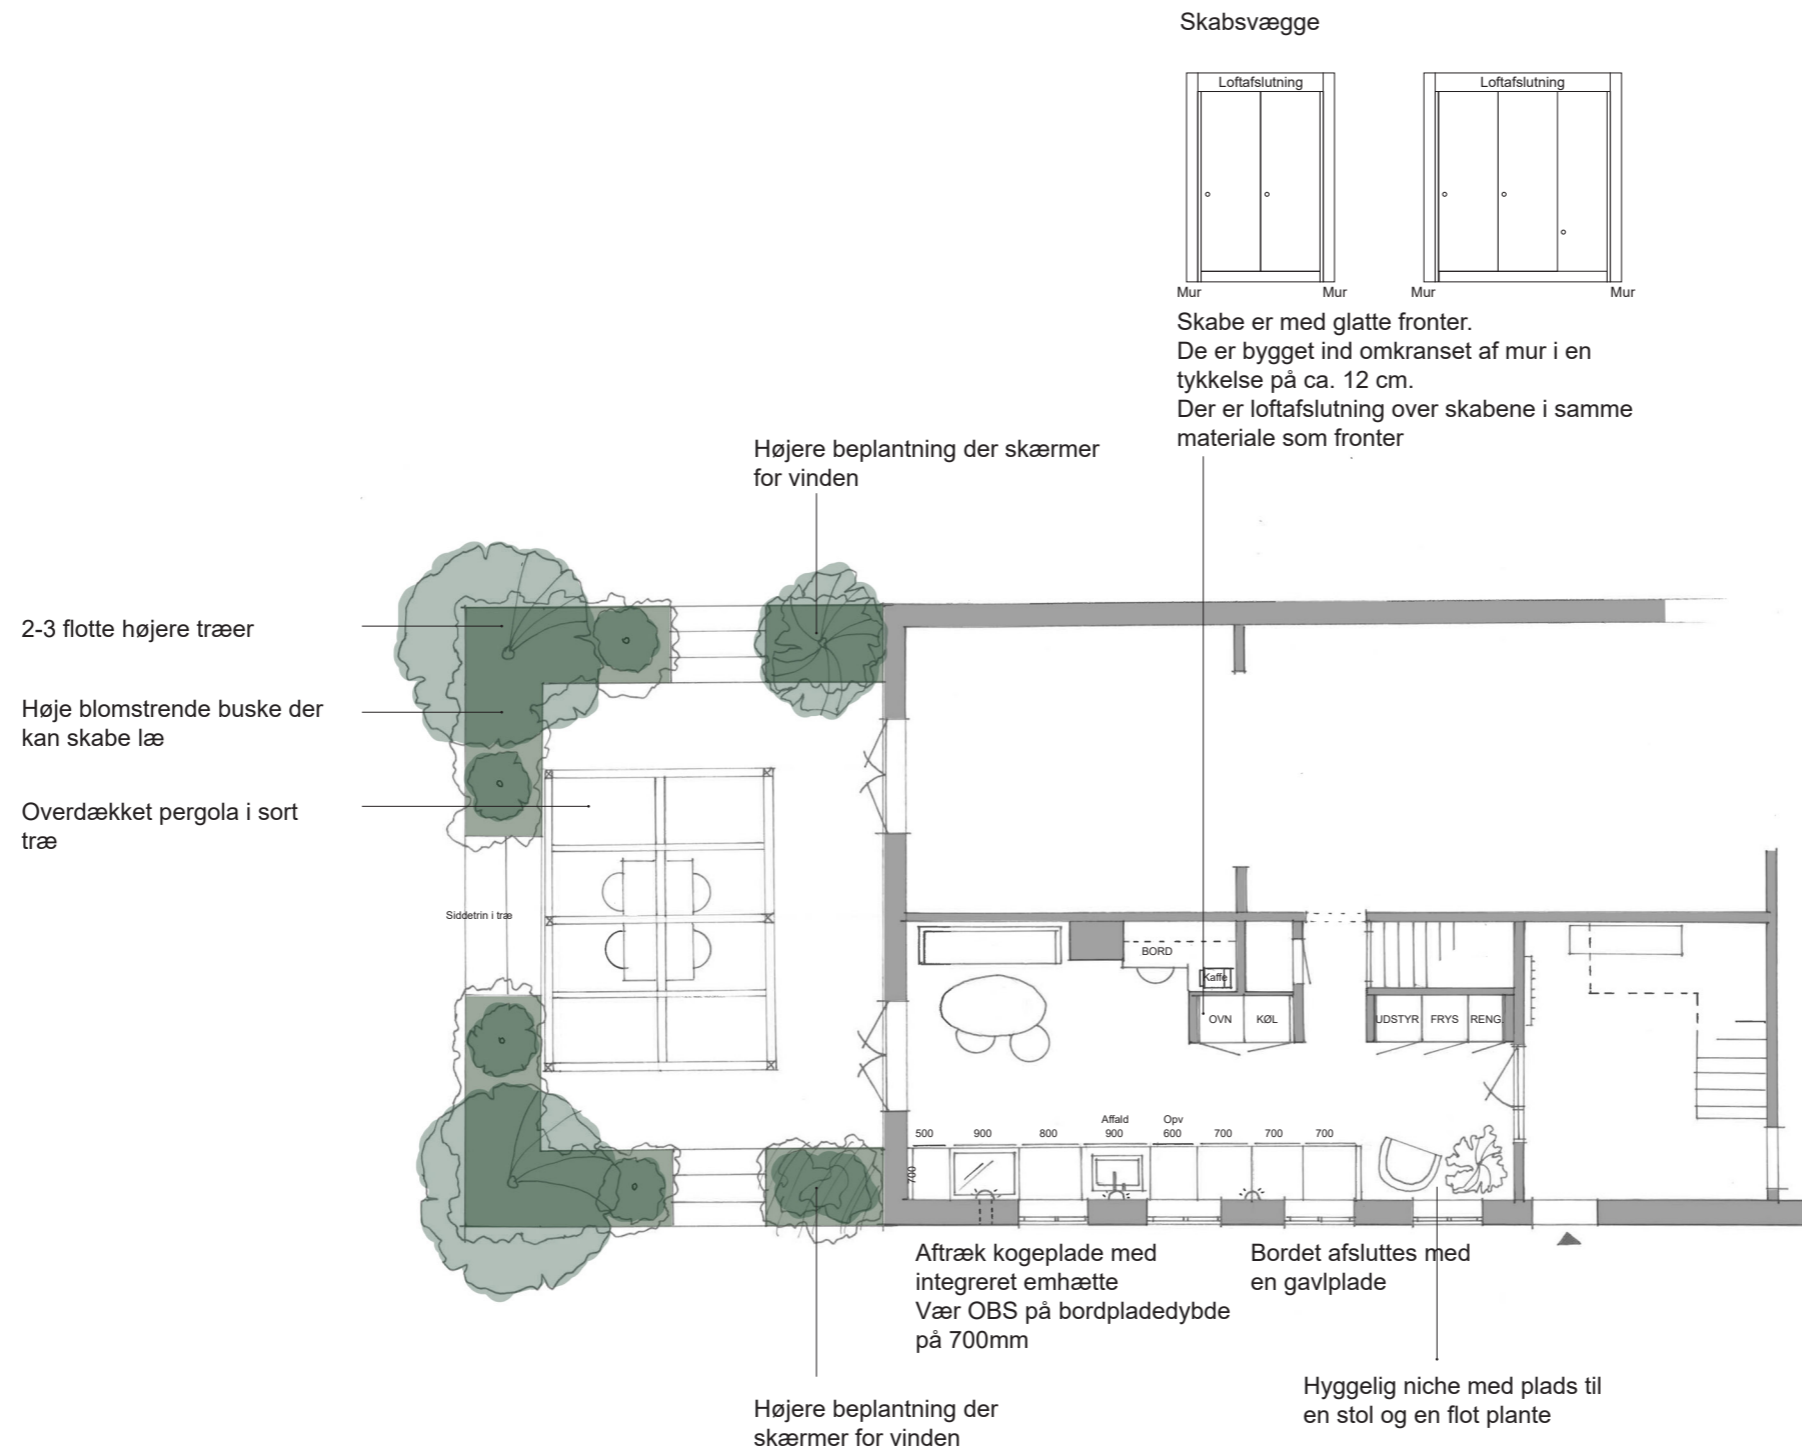 Skabsvægge
Loftafslutning
Loftafslutning
Mur
Mur
Mur
Mur
Skabe er med glatte fronter.
De er bygget ind omkranset af mur i en
tykkelse på ca. 12 cm.
Der er loftafslutning over skabene i samme
materiale som fronter
Højere beplantning der skærmer
for vinden
2-3 flotte højere træer
Høje blomstrende buske der
kan skabe læ
Overdækket pergola i sort
træ
Siddetrin i træ
BORD
Kaffe
OVN
KØL
UDSTYR
FRYS
RENG.
Affald
Opv
500
900
800
900
600
700
700
700
700
Aftræk kogeplade med
integreret emhætte
Vær OBS på bordpladedybde
på 700mm
Bordet afsluttes med
en gavlplade
Højere beplantning der
skærmer for vinden
Hyggelig niche med plads til
en stol og en flot plante